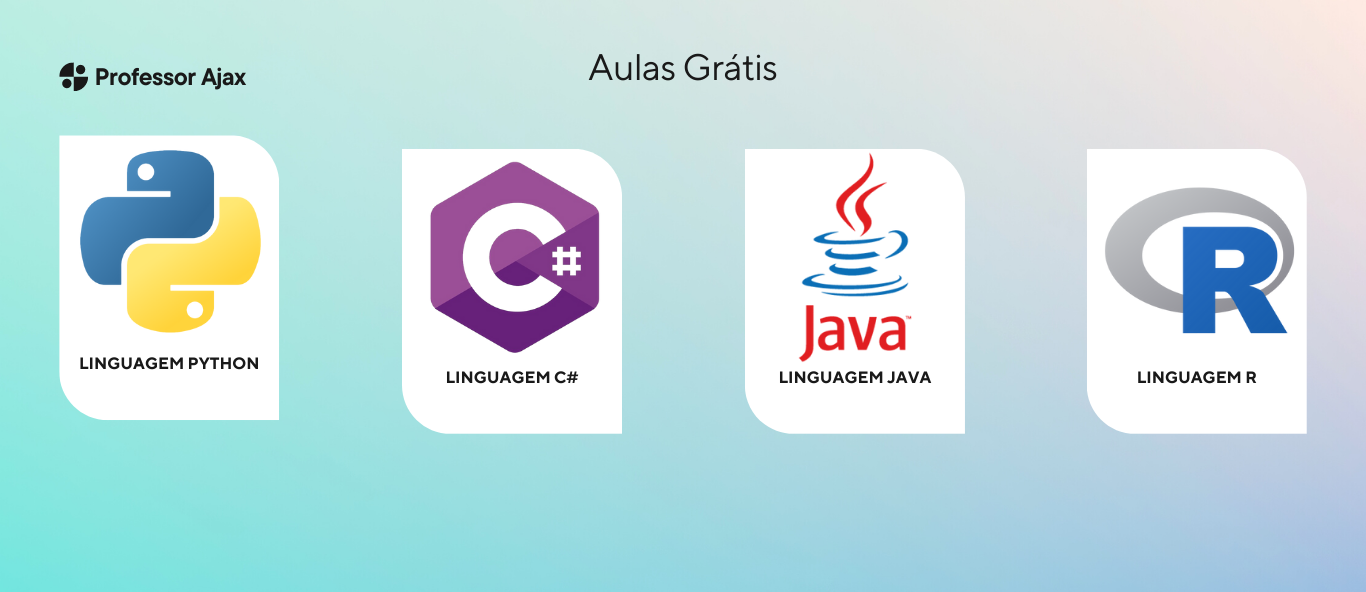 Professor Ajax
Aulas Grátis
LINGUAGEM PYTHON
C#
LINGUAGEM C#
Java™
LINGUAGEM JAVA
R
LINGUAGEM R